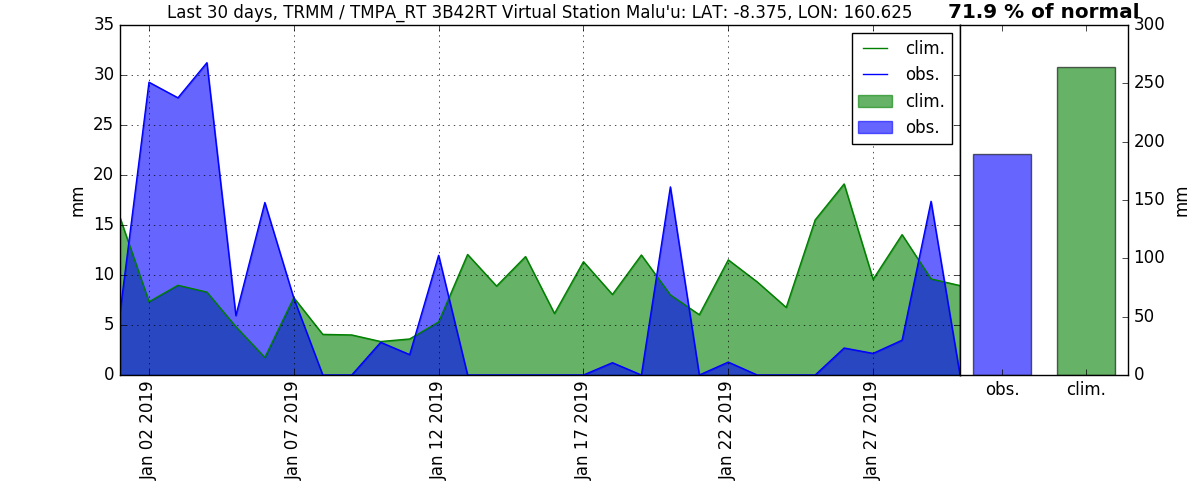 Last 30 days, TRMM / TMPA_RT 3B42RT Virtual Station Malu'u: LAT: -8.375, LON: 160.625
71.9 % of normal
35
30
25
20
15
10
5
0
mm
clim.
obs.
clim.
obs.
300
250
200
150
100
50
0
mm
Jan 02 2019
Jan 07 2019
Jan 12 2019
Jan 17 2019
Jan 22 2019
Jan 27 2019
obs.
clim.